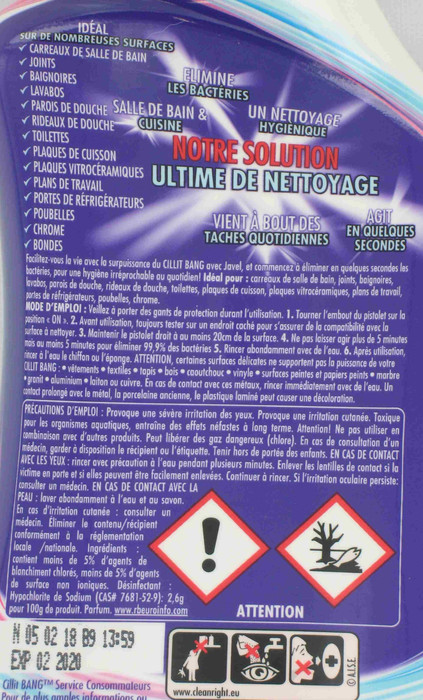 IDÉAL
SUR DE NOMBREUSES SURFACES
✓ CARREAUX DE SALLE DE BAIN
✓ JOINTS
✓ BAIGNOIRES
✓ LAVABOS
✓ PAROIS DE DOUCHE
✓ RIDEAUX DE DOUCHE
✓ TOILETTES
✓ PLAQUES DE CUISSON
✓ PLAQUES VITROCÉRAMIQUES
✓ PLANS DE TRAVAIL
✓ PORTES DE RÉFRIGÉRATEURS
✓ POUBELLES
✓ CHROME
✓ BONDES
ELIMINE
LES BACTÉRIES
SALLE DE BAIN &
CUISINE
UN NETTOYAGE
HYGIÉNIQUE
NOTRE SOLUTION
ULTIME DE NETTOYAGE
VIENT À BOUT DES
TACHES QUOTIDIENNES
AGIT
EN QUELQUES
SECONDES
Facilitez-vous la vie avec la surpuissance du CILLIT BANG avec Javel, et commencez à éliminer en quelques secondes les
bactéries, pour une hygiène irréprochable au quotidien! Idéal pour : carreaux de salle de bain, joints, baignoires,
lavabos, parois de douche, rideaux de douche, toilettes, plaques de cuisson, plaques vitrocéramiques, plans de travail,
portes de réfrigérateurs, poubelles, chrome.
MODE D'EMPLOI : Veillez à porter des gants de protection durant l'utilisation. 1. Tourner l'embout du pistolet sur la
position « ON ». 2. Avant utilisation, toujours tester sur un endroit caché s'assurer de la compatibilité avec la
surface à nettoyer. 3. Maintenir le pistolet droit à au moins 20cm de la surface. 4. Ne pas laisser agir plus de 5 minutes
mais au moins 5 minutes pour éliminer 99,9% des bactéries 5. Rincer abondamment avec de l'eau. 6. Après utilisation,
rincer à l'eau le chiffon ou l'éponge. ATTENTION, certaines surfaces délicates ne supportent pas la puissance de votre
CILLIT BANG : • vêtements • textiles • tapis • bois • caoutchouc • vinyle • surfaces peintes et papiers peints • marbre
• granit • aluminium • laiton ou cuivre. En cas de contact avec ces métaux, rincer immédiatement avec de l'eau. Un
contact prolongé avec le métal, la porcelaine ancienne, le plastique laminé peut causer une décoloration.
PRÉCAUTIONS D'EMPLOI : Provoque une sévère irritation des yeux. Provoque une irritation cutanée. Toxique
pour les organismes aquatiques, entraîne des effets néfastes à long terme. Attention! Ne pas utiliser en
combinaison avec d'autres produits. Peut libérer des gaz dangereux (chlore). En cas de consultation d'un
médecin, garder à disposition le récipient ou l'étiquette. Tenir hors de portée des enfants. EN CAS DE CONTACT
AVEC LES YEUX : rincer avec précaution à l'eau pendant plusieurs minutes. Enlever les lentilles de contact si la
victime en porte et si elles peuvent être facilement enlevées. Continuer à rincer. Si l'irritation oculaire persiste:
consulter un médecin. EN CAS DE CONTACT AVEC LA
PEAU : laver abondamment à l'eau et au savon.
En cas d'irritation cutanée : consulter un
médecin. Éliminer le contenu/récipient
conformément à la réglementation
locale /nationale. Ingrédients :
contient moins de 5% d'agents de
blanchiment chlorés, moins de 5% d'agents
de surface non ioniques. Désinfectant :
Hypochlorite de Sodium (CAS# 7681-52-9): 2,6g
pour 100g de produit. Parfum. www.rbeuroinfo.com
ATTENTION
N 05 02 18 B9 13:59
EXP 02 2020
www.cleanright.eu
©AISE
Cillit BANG™ Service Consommateurs
Pour de plus amples informations ou